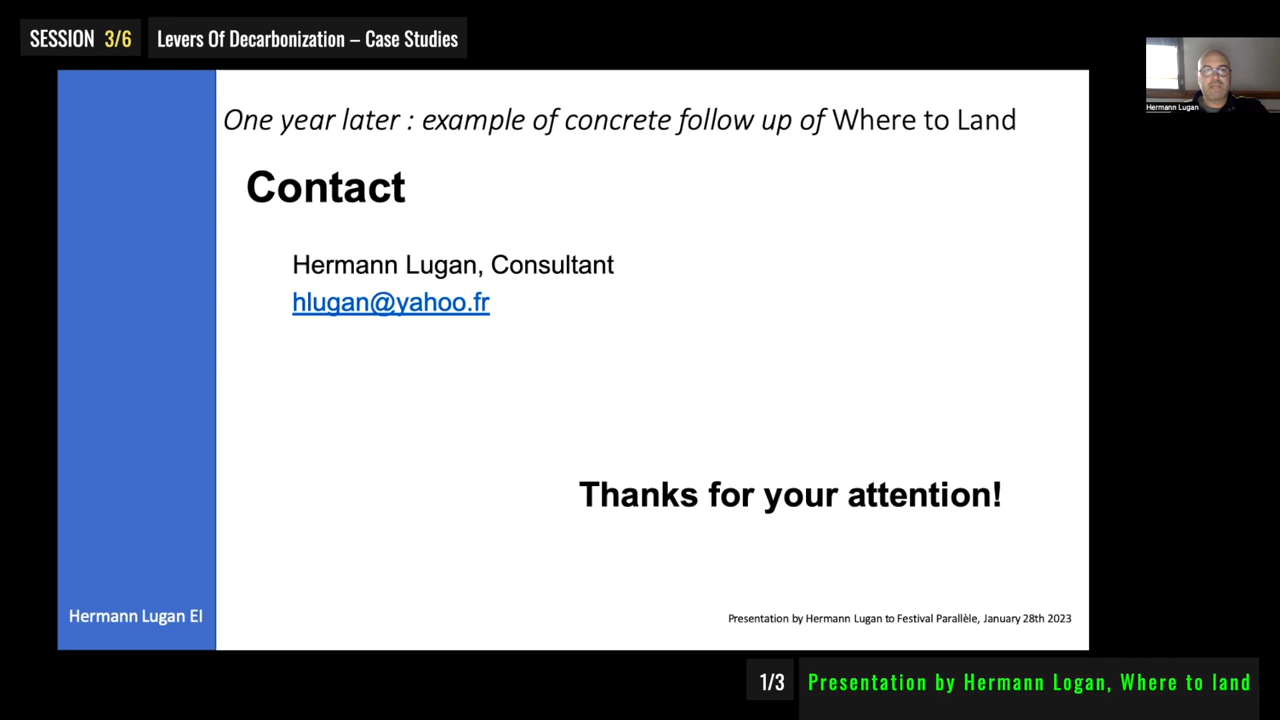 SESSION 3/6 Levers Of Decarbonization – Case Studies
Hermann Lugan
One year later : example of concrete follow up of Where to Land
Contact
Hermann Lugan, Consultant
hlugan@yahoo.fr
Thanks for your attention!
Hermann Lugan EI
Presentation by Hermann Lugan to Festival Parallèle, January 28th 2023
1/3 Presentation by Hermann Logan, Where to land